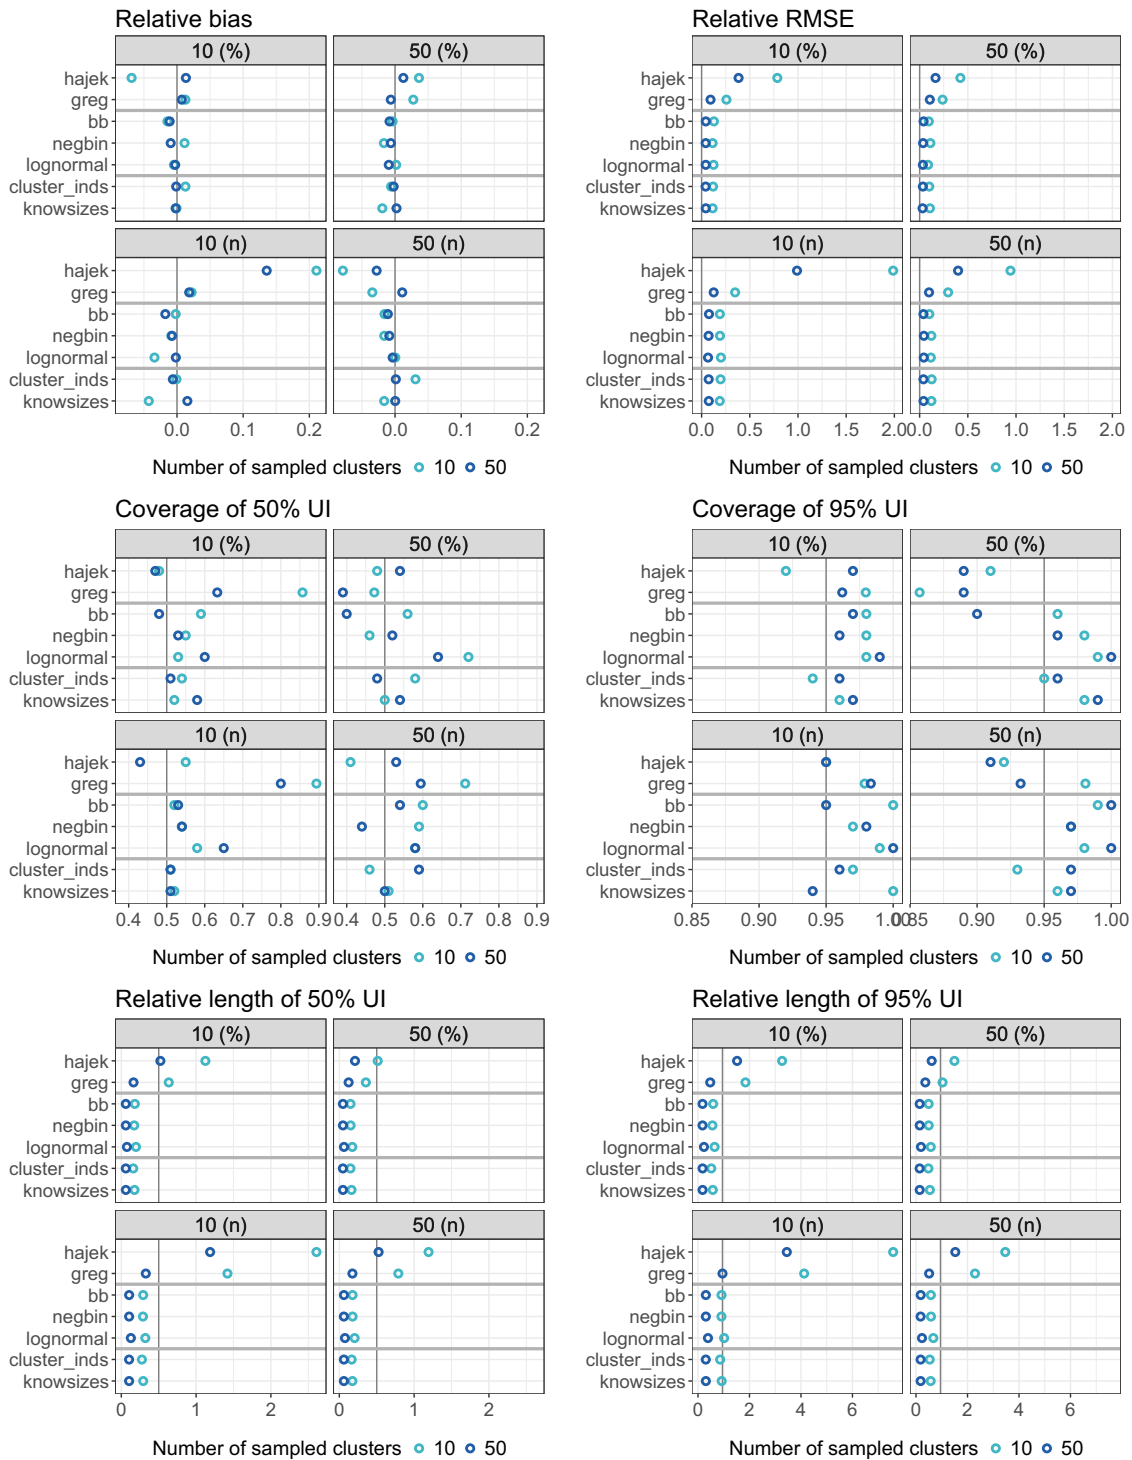 Relative bias
10 (%) 50 (%)
hajek
greg
bb
negbin
lognormal
cluster_inds
knowsizes
10 (n) 50 (n)
hajek
greg
bb
negbin
lognormal
cluster_inds
knowsizes
0.0 0.1 0.2 0.0 0.1 0.2
Number of sampled clusters 10 50
Relative RMSE
10 (%) 50 (%)
hajek
greg
bb
negbin
lognormal
cluster_inds
knowsizes
10 (n) 50 (n)
hajek
greg
bb
negbin
lognormal
cluster_inds
knowsizes
0.0 0.5 1.0 1.5 2.0 0.0 0.5 1.0 1.5 2.0
Number of sampled clusters 10 50
Coverage of 50% UI
10 (%) 50 (%)
hajek
greg
bb
negbin
lognormal
cluster_inds
knowsizes
10 (n) 50 (n)
hajek
greg
bb
negbin
lognormal
cluster_inds
knowsizes
0.4 0.5 0.6 0.7 0.8 0.9 0.4 0.5 0.6 0.7 0.8 0.9
Number of sampled clusters 10 50
Coverage of 95% UI
10 (%) 50 (%)
hajek
greg
bb
negbin
lognormal
cluster_inds
knowsizes
10 (n) 50 (n)
hajek
greg
bb
negbin
lognormal
cluster_inds
knowsizes
0.85 0.90 0.95 1.00 0.85 0.90 0.95 1.00
Number of sampled clusters 10 50
Relative length of 50% UI
10 (%) 50 (%)
hajek
greg
bb
negbin
lognormal
cluster_inds
knowsizes
10 (n) 50 (n)
hajek
greg
bb
negbin
lognormal
cluster_inds
knowsizes
0 1 2 0 1 2
Number of sampled clusters 10 50
Relative length of 95% UI
10 (%) 50 (%)
hajek
greg
bb
negbin
lognormal
cluster_inds
knowsizes
10 (n) 50 (n)
hajek
greg
bb
negbin
lognormal
cluster_inds
knowsizes
0 2 4 6 0 2 4 6
Number of sampled clusters 10 50